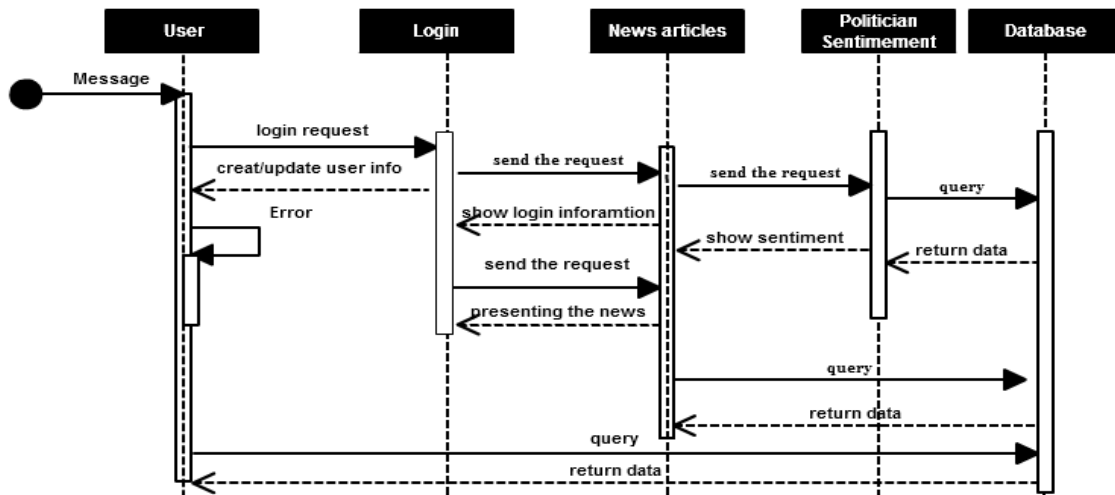 User
Login
News articles
Politician
Sentimement
Database
Message
login request
creat/update user info
send the request
send the request
query
Error
show login inforamtion
show sentiment
return data
send the request
presenting the news
query
return data
query
return data